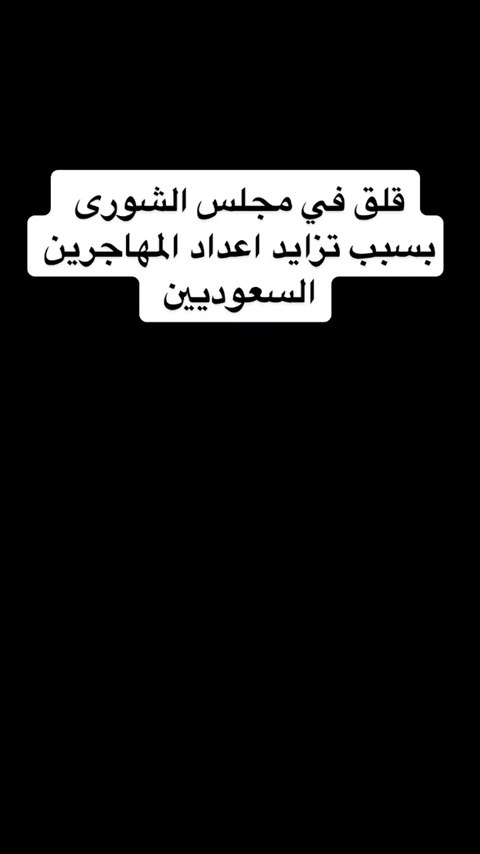 قلق في مجلس الشورى
بسبب تزايد اعداد المهاجرين
السعوديين